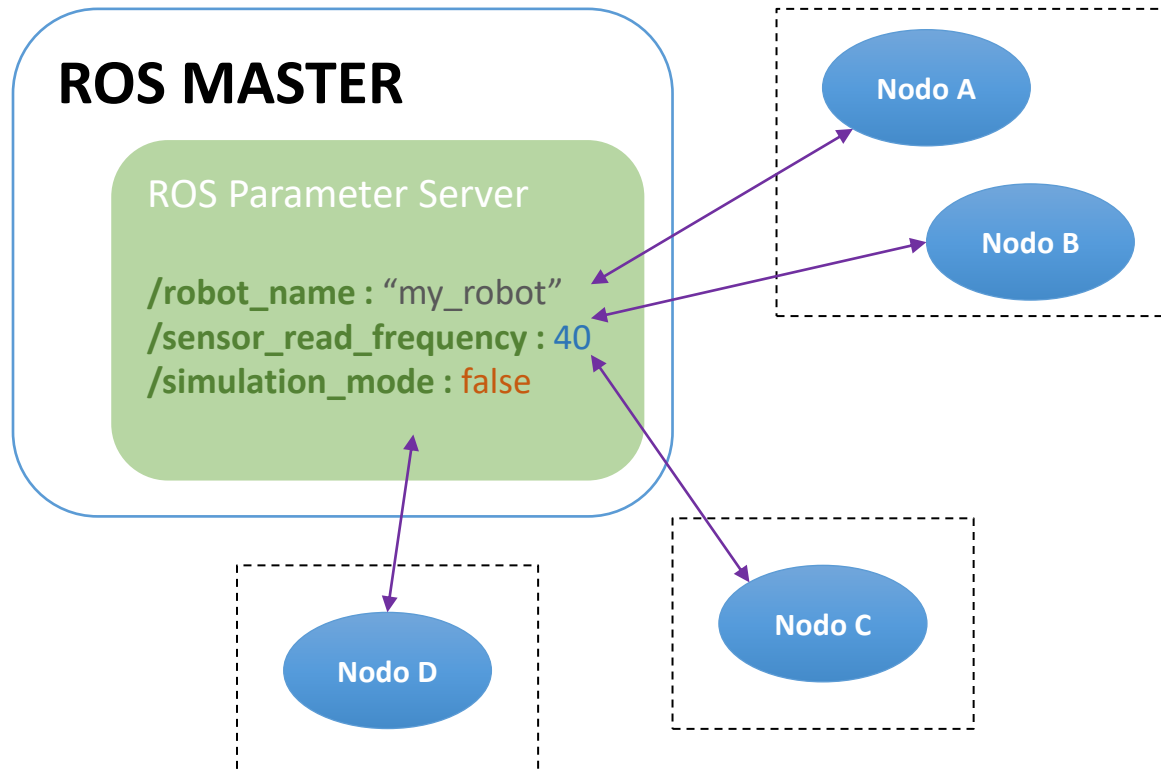 ROS MASTER
ROS Parameter Server
/robot_name : “my_robot”
/sensor_read_frequency : 40
/simulation_mode : false
Nodo A
Nodo B
Nodo C
Nodo D